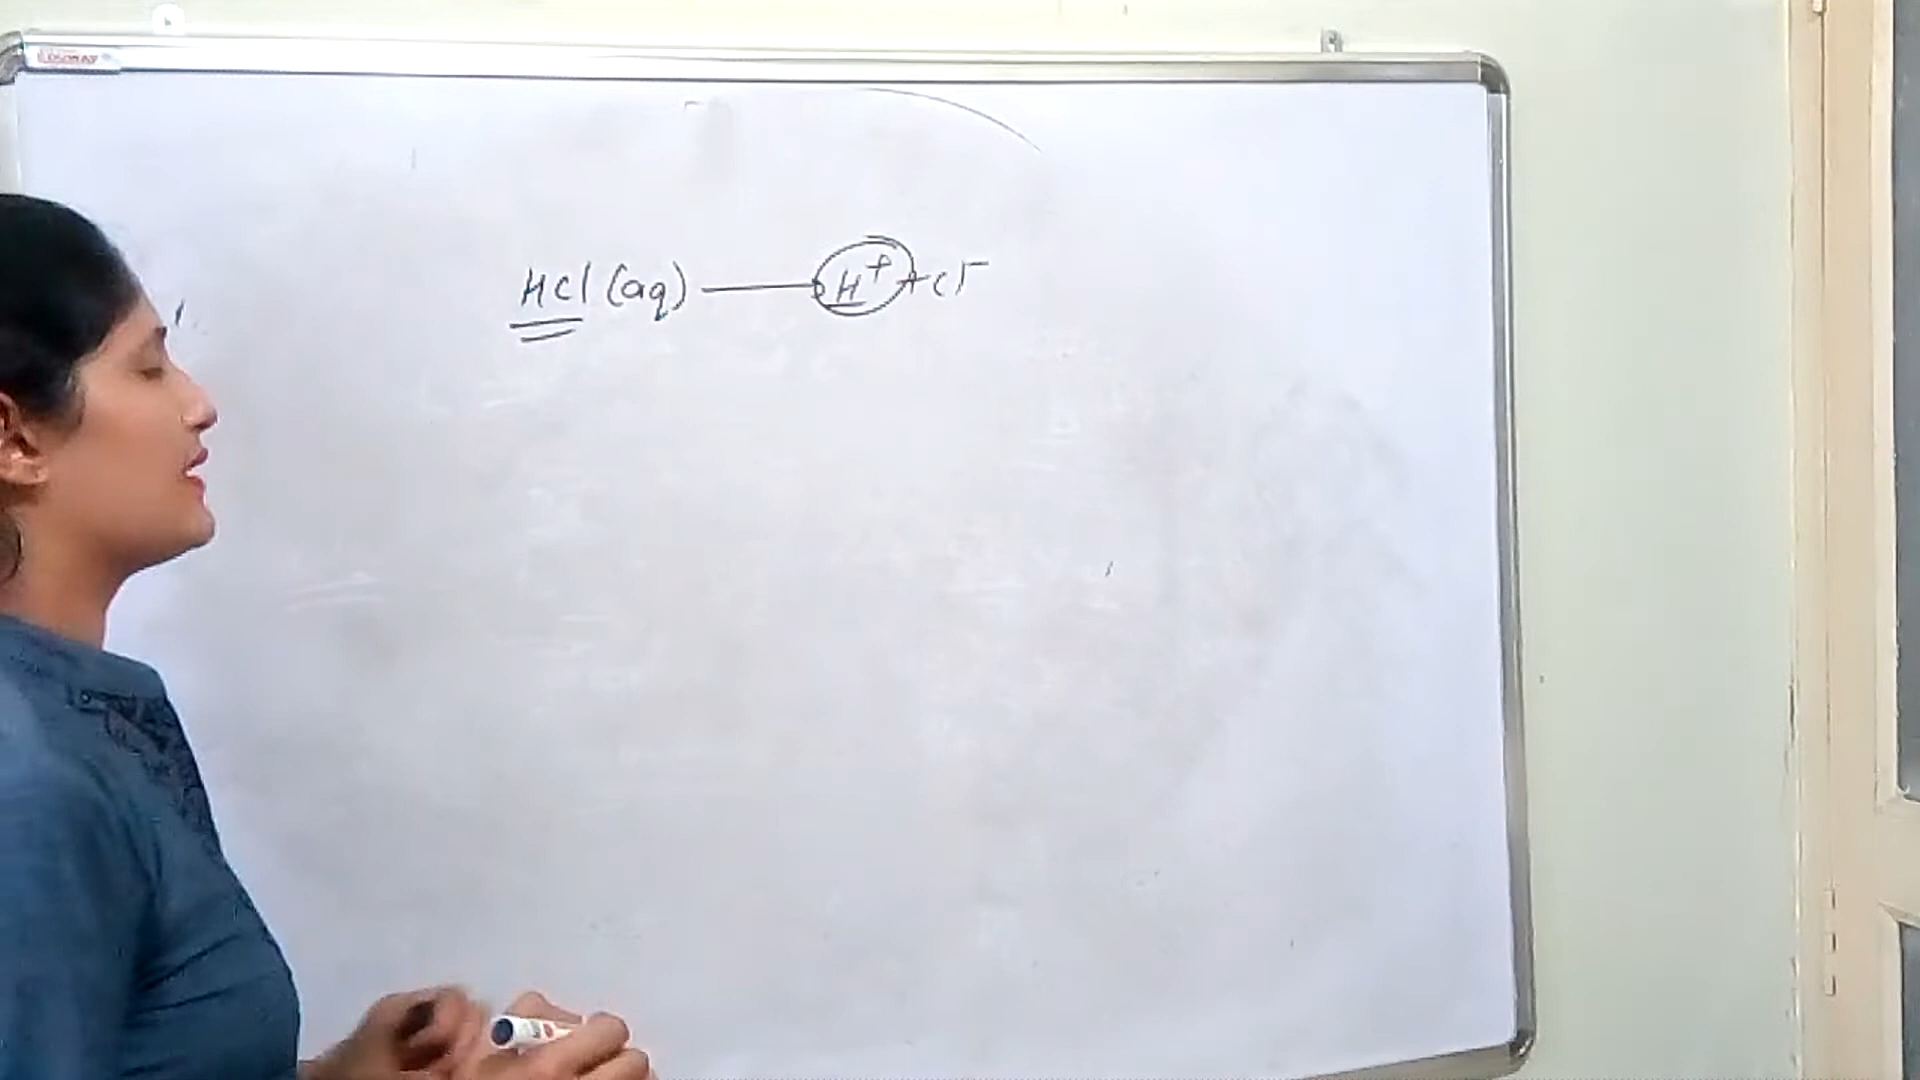 HCl (aq) → H⁺ + Cl⁻